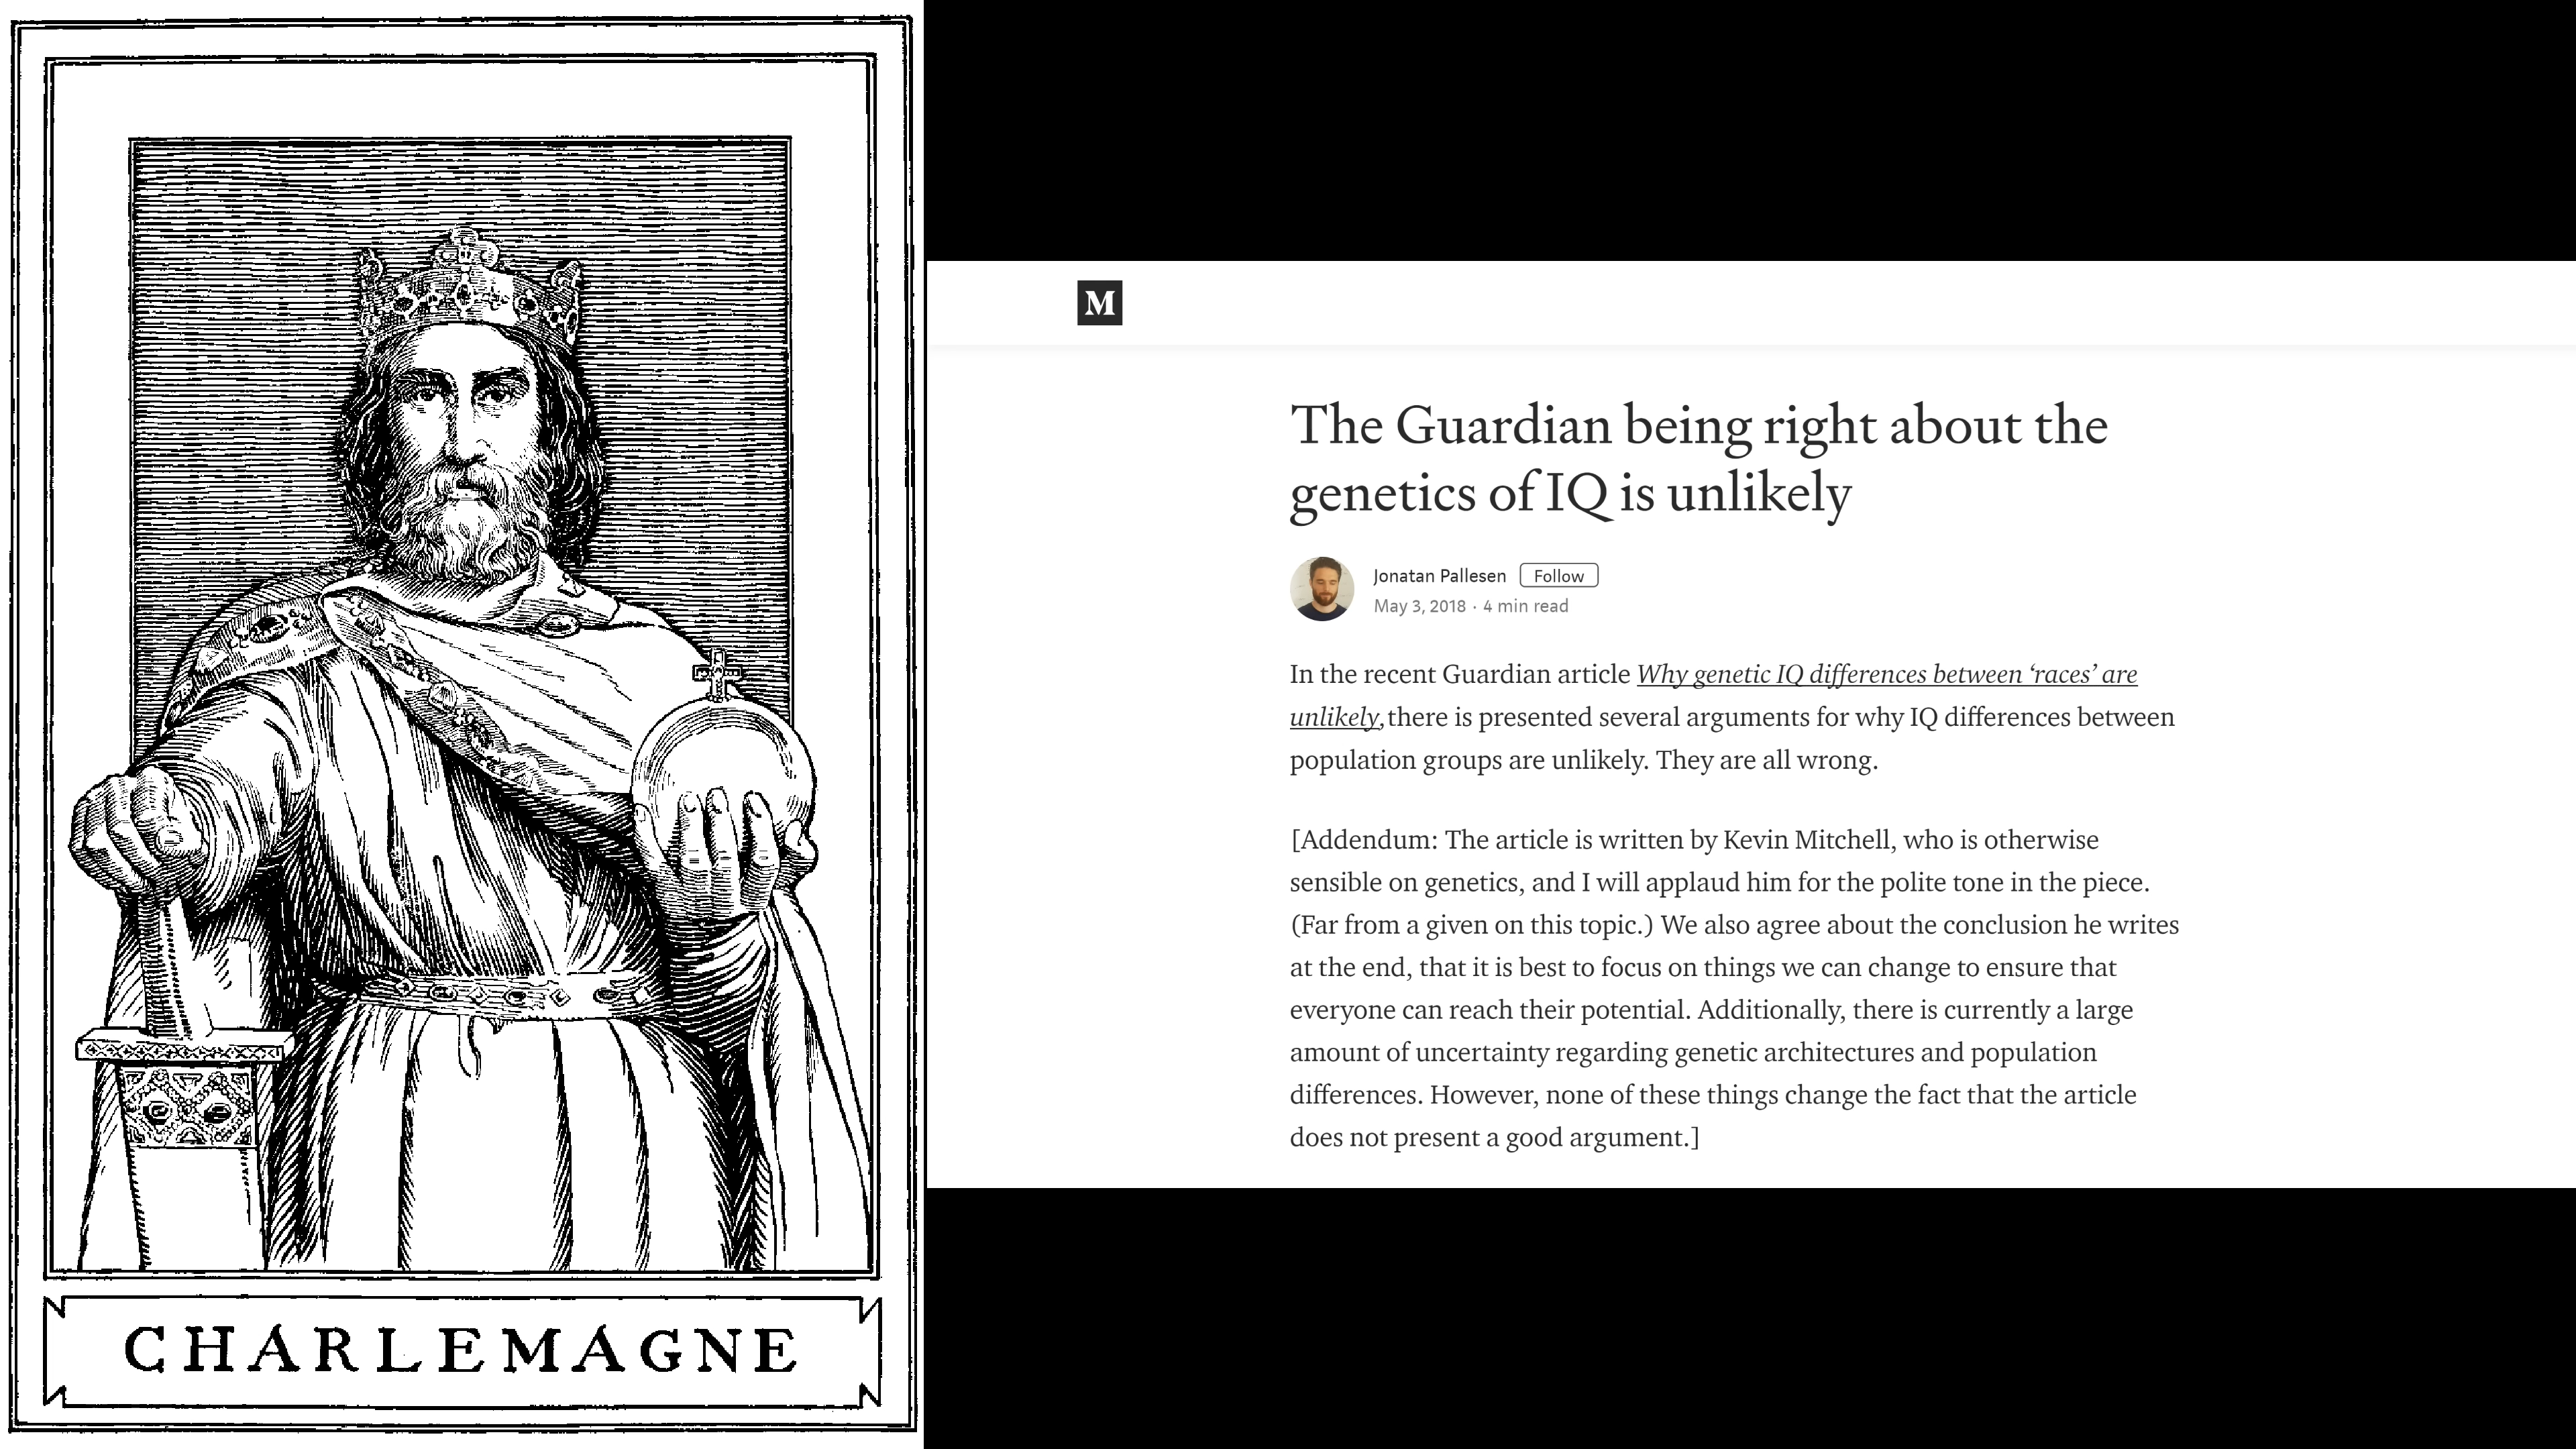 CHARLEMAGNE
M
The Guardian being right about the
genetics of IQ is unlikely
Jonatan Pallesen Follow
May 3, 2018 · 4 min read
In the recent Guardian article Why genetic IQ differences between ‘races’ are
unlikely, there is presented several arguments for why IQ differences between
population groups are unlikely. They are all wrong.
[Addendum: The article is written by Kevin Mitchell, who is otherwise
sensible on genetics, and I will applaud him for the polite tone in the piece.
(Far from a given on this topic.) We also agree about the conclusion he writes
at the end, that it is best to focus on things we can change to ensure that
everyone can reach their potential. Additionally, there is currently a large
amount of uncertainty regarding genetic architectures and population
differences. However, none of these things change the fact that the article
does not present a good argument.]